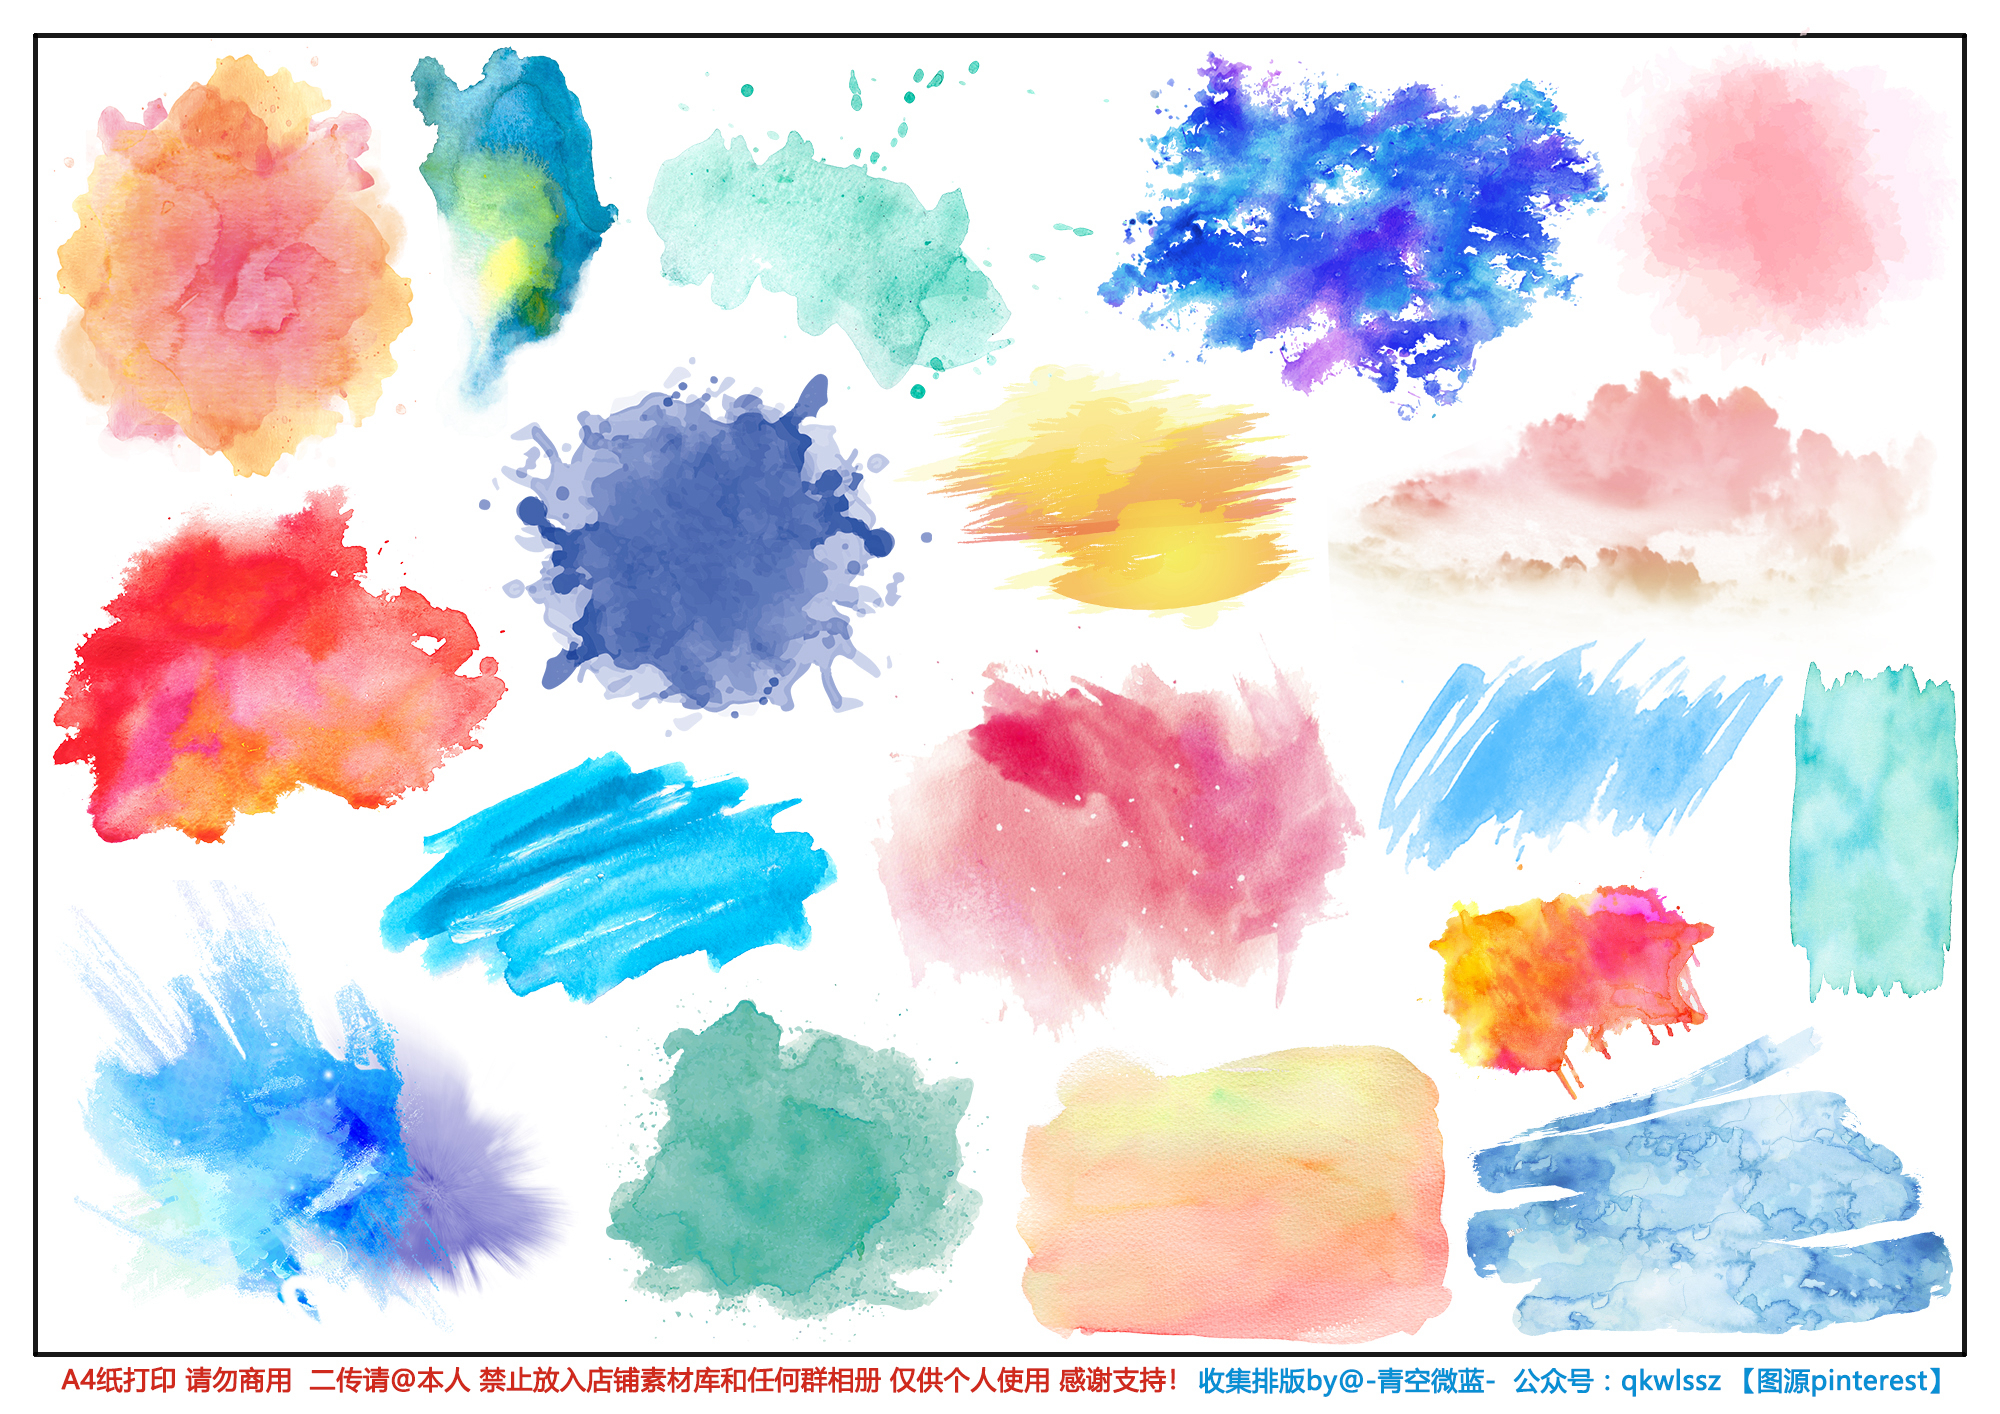 A4纸打印 请勿商用 二传请@本人 禁止放入店铺素材库和任何群相册 仅供个人使用 感谢支持！ 收集排版by@-青空微蓝- 公众号：qkwlssz 【图源pinterest】